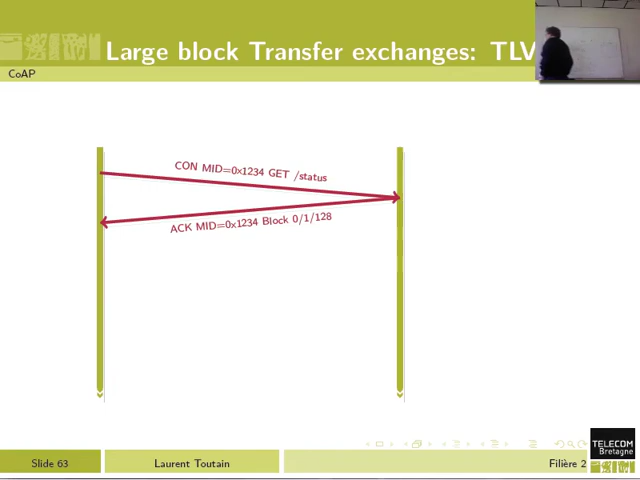 Large block Transfer exchanges: TLV
CoAP
CON MID=0x1234 GET /status
ACK MID=0x1234 Block 0/1/128
TELECOM
Bretagne
Slide 63
Laurent Toutain
Filière 2